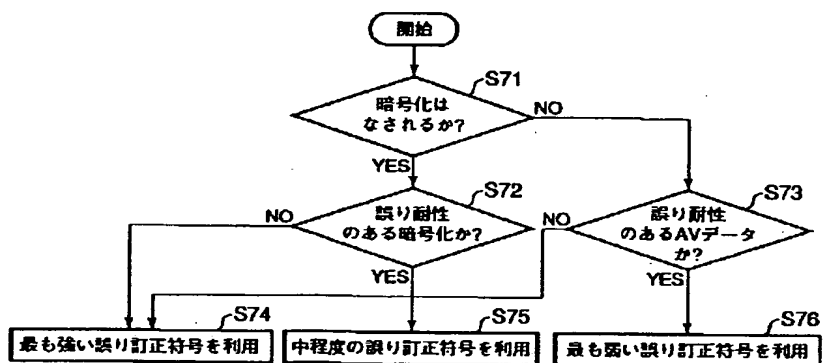 開始
S71
暗号化は
なされるか?
NO
YES
S72
誤り耐性
のある暗号化か?
NO
YES
S73
誤り耐性
のあるAVデータ
か?
NO
YES
S74
最も強い誤り訂正符号を利用
S75
中程度の誤り訂正符号を利用
S76
最も弱い誤り訂正符号を利用